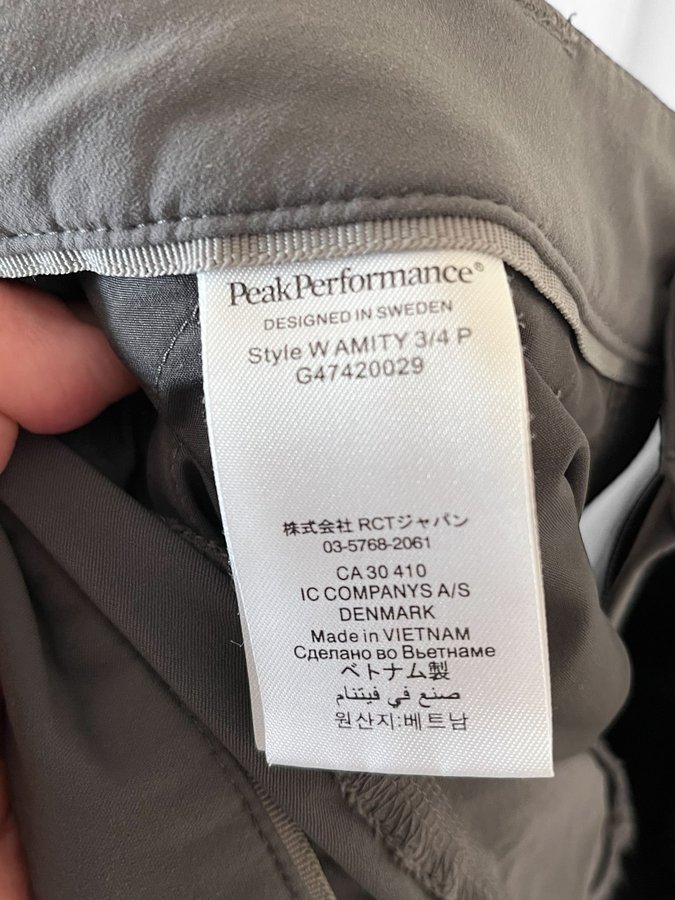 PeakPerformance®
DESIGNED IN SWEDEN
Style W AMITY 3/4 P
G47420029
株式会社 RCTジャパン
03-5768-2061
CA 30 410
IC COMPANYS A/S
DENMARK
Made in VIETNAM
Сделано во Вьетнаме
ベトナム製
صنع في فيتنام
원산지:베트남